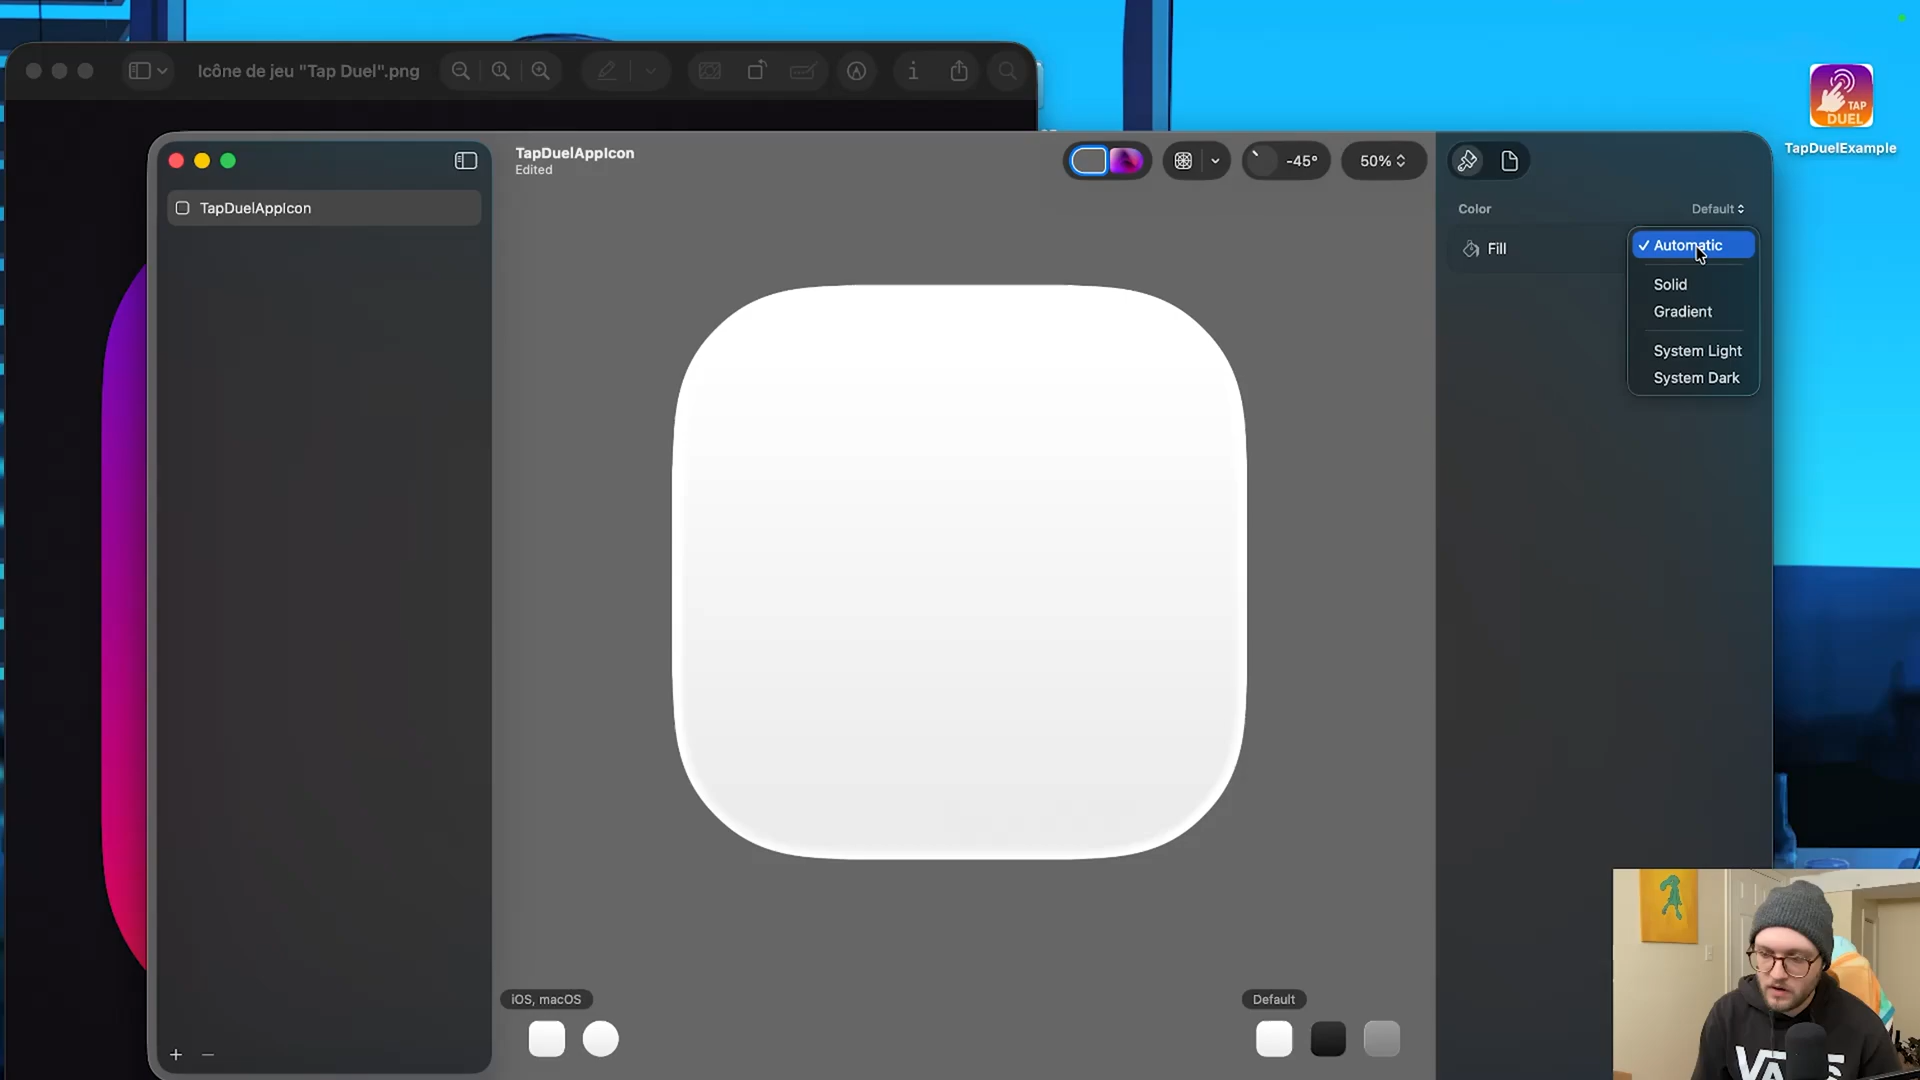 Icône de jeu "Tap Duel".png
TAP
DUEL
TapDuelExample
TapDuelAppIcon
Edited
-45°
50%
TapDuelAppIcon
Color
Default
Fill
Automatic
Solid
Gradient
System Light
System Dark
iOS, macOS
Default